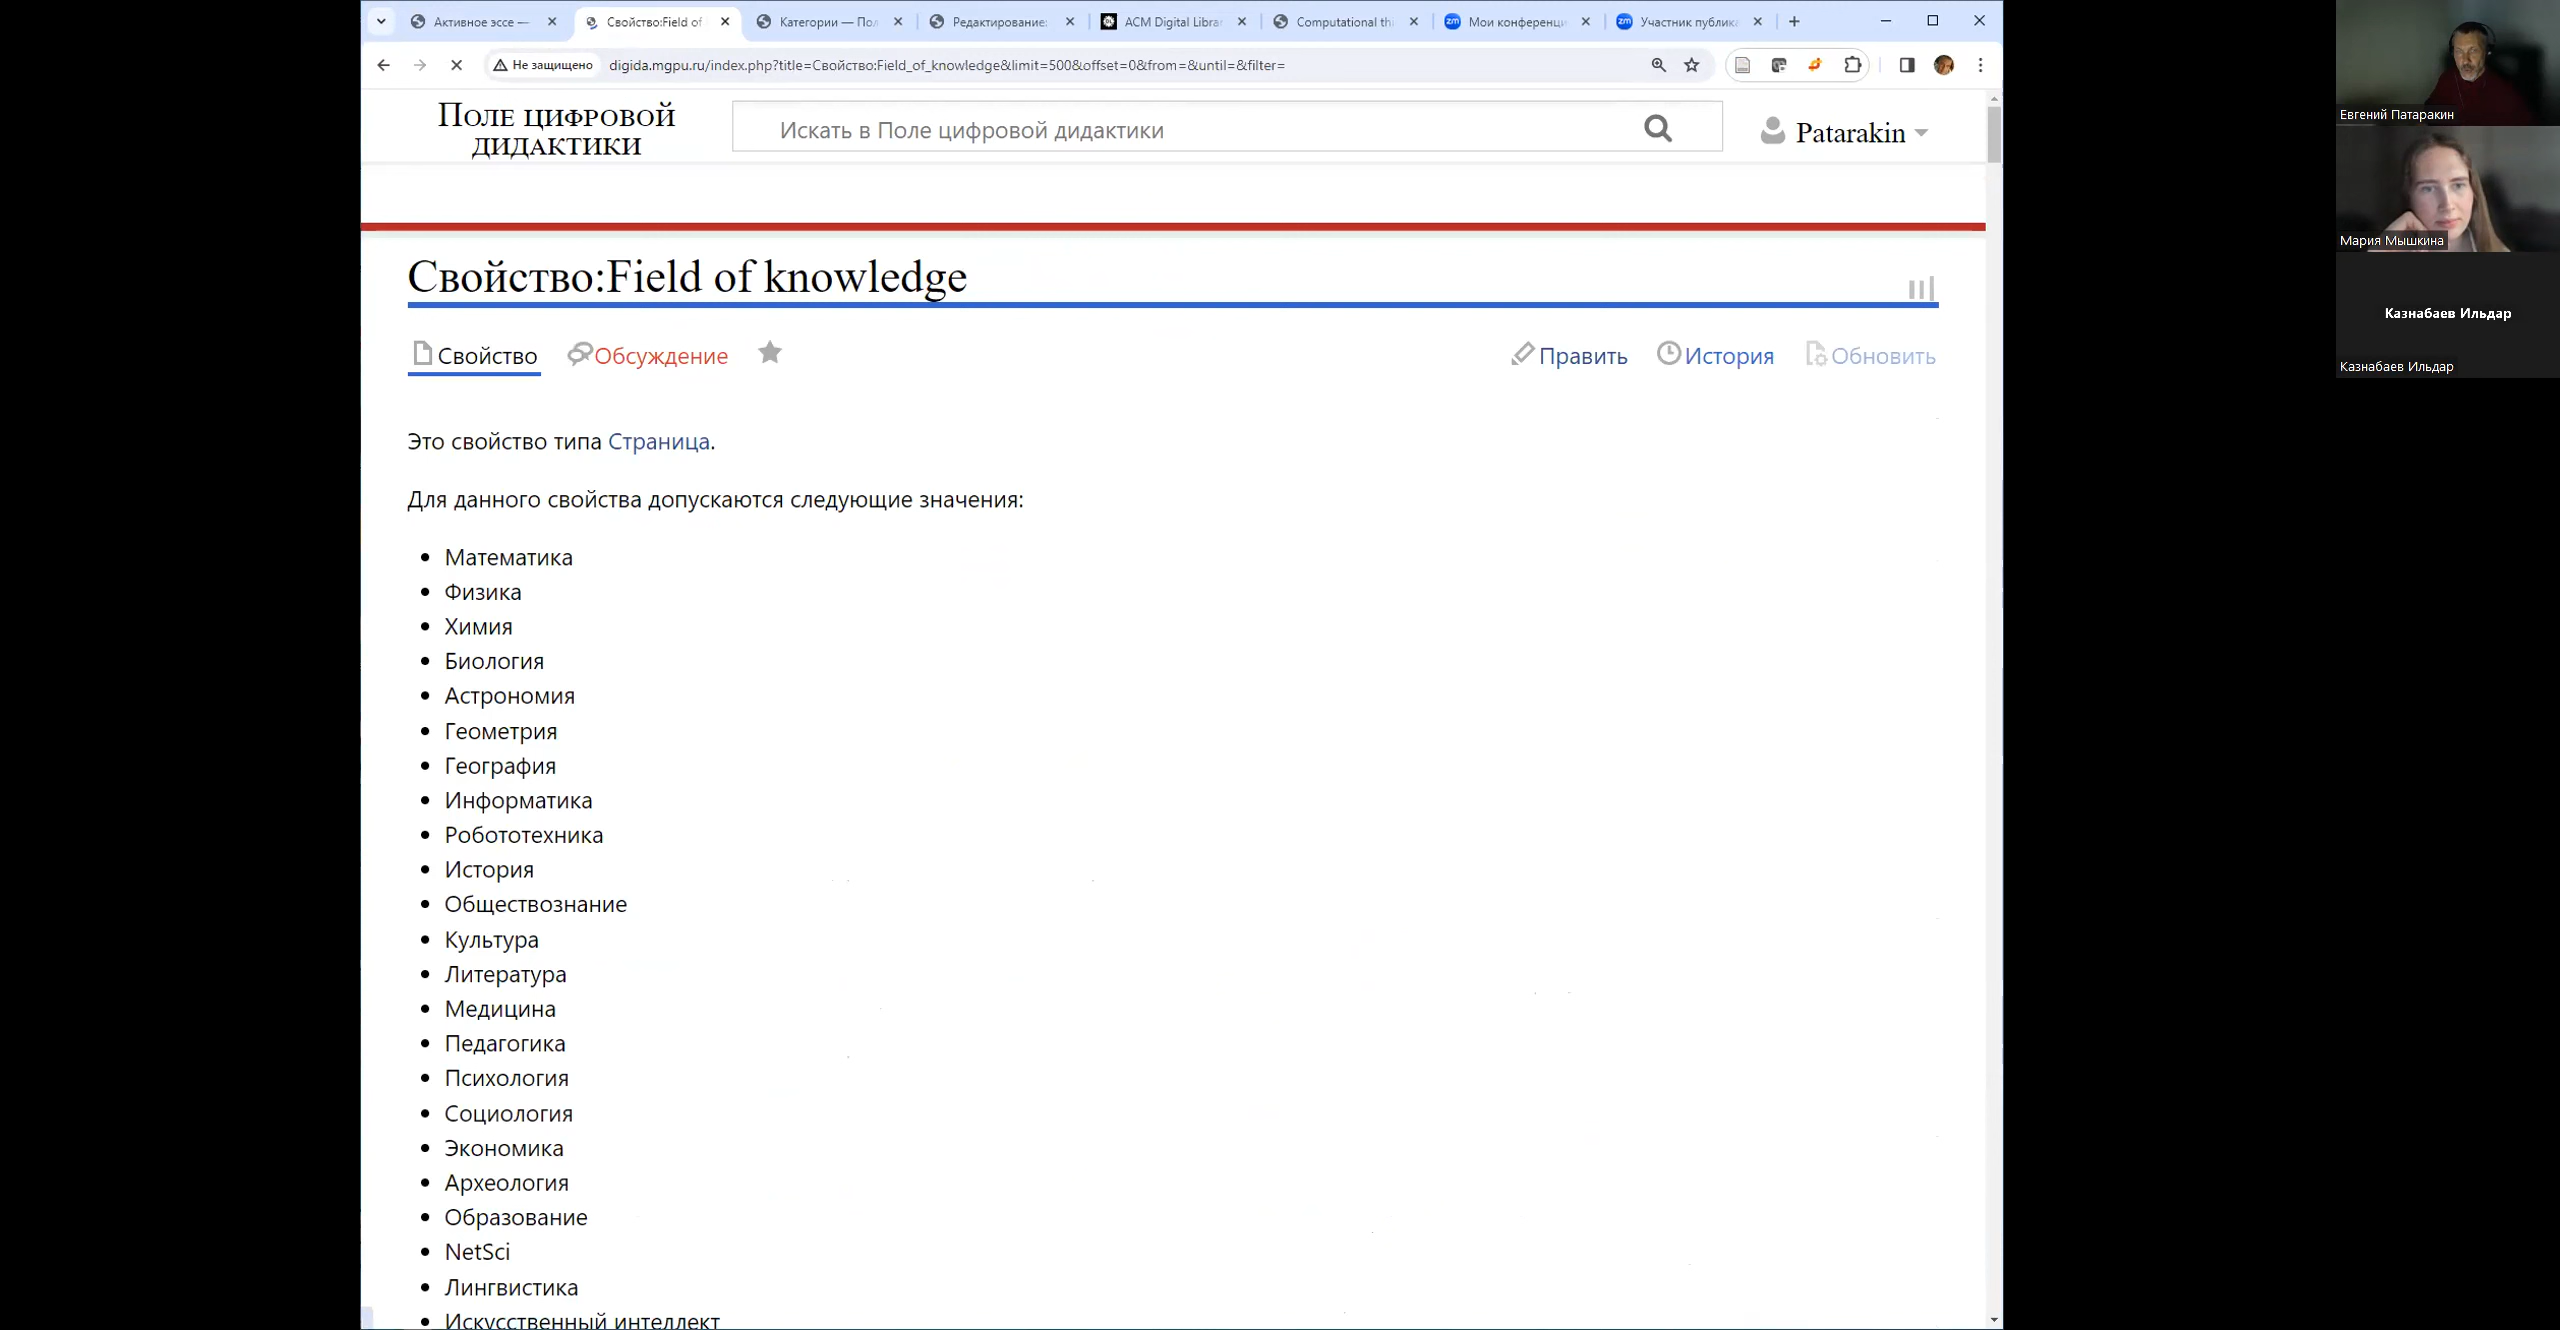 Активное эссе —
Свойство:Field of
Категории — Пол
Редактирование:
ACM Digital Libra
Computational thi
Мои конференци
Участник публик
Не защищено
digida.mgpu.ru/index.php?title=Свойство:Field_of_knowledge&limit=500&offset=0&from=&until=&filter=
Поле цифровой
дидактики
Искать в Поле цифровой дидактики
Patarakin
Свойство:Field of knowledge
Свойство
Обсуждение
Править
История
Обновить
Это свойство типа Страница.
Для данного свойства допускаются следующие значения:
Математика
Физика
Химия
Биология
Астрономия
Геометрия
География
Информатика
Робототехника
История
Обществознание
Культура
Литература
Медицина
Педагогика
Психология
Социология
Экономика
Археология
Образование
NetSci
Лингвистика
Искусственный интеллект
Евгений Патаракин
Мария Мышкина
Казнабаев Ильдар
Казнабаев Ильдар